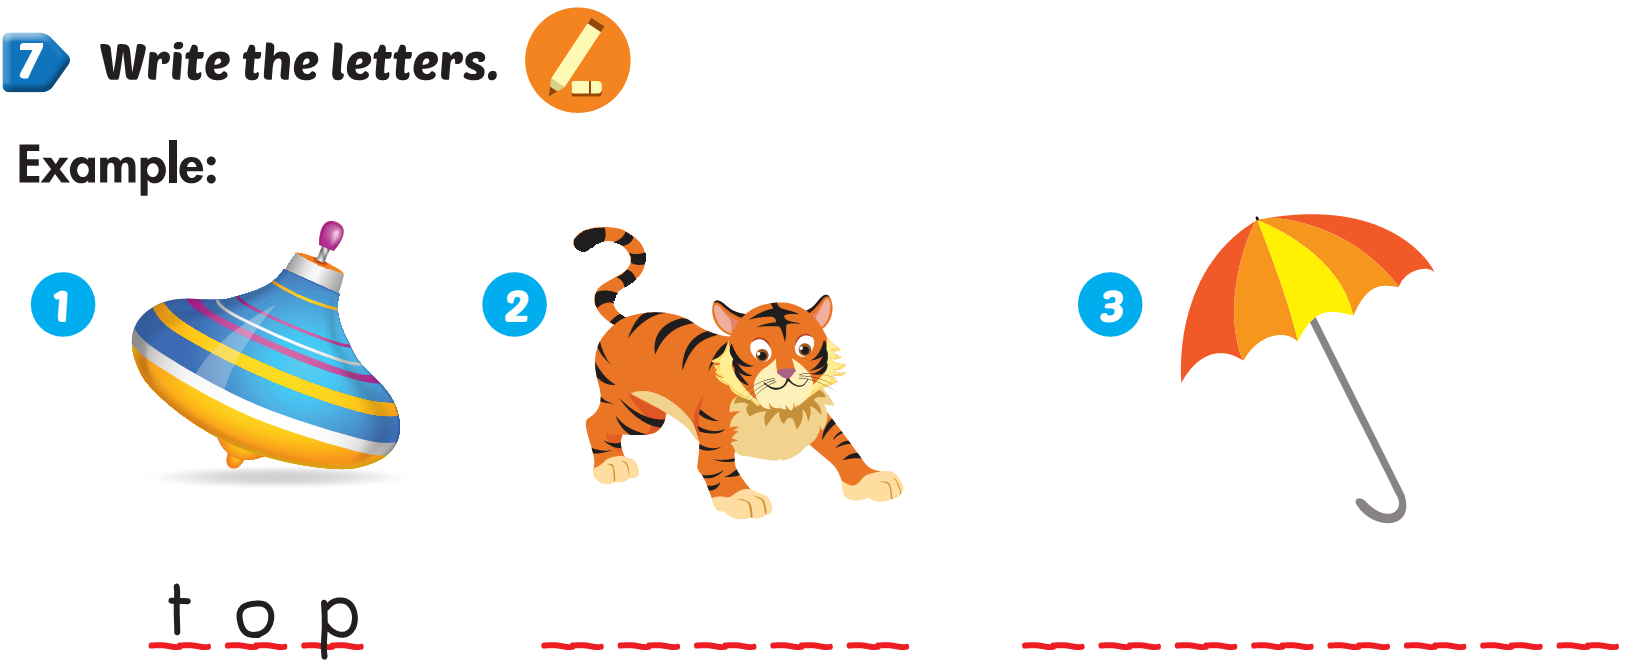 7 Write the letters.
Example:
1 2 3
top